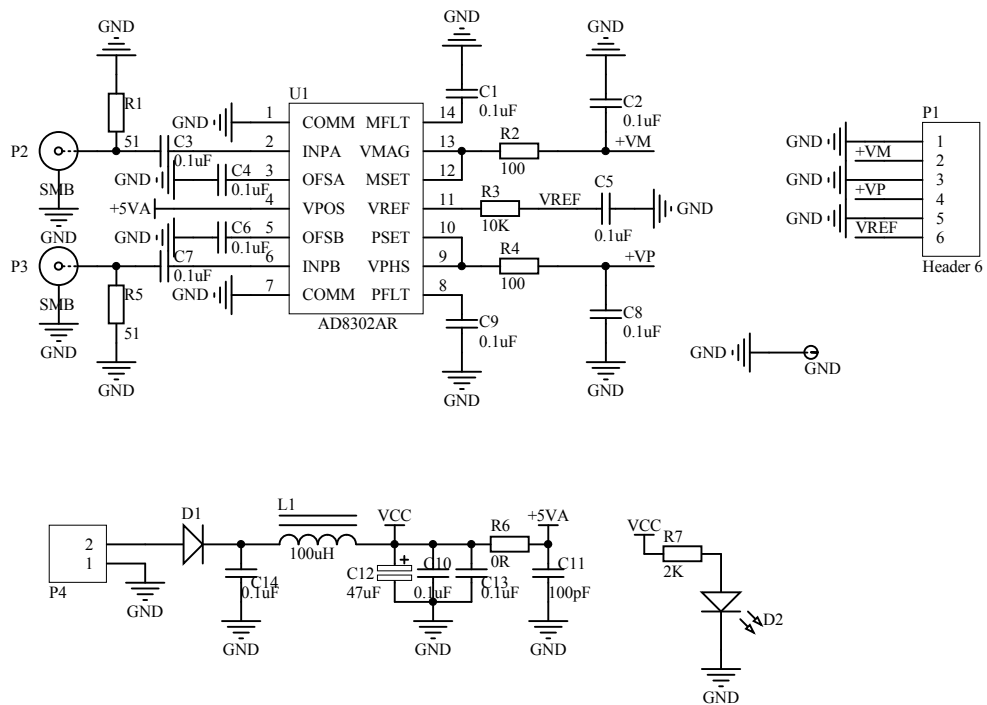 GND
GND
GND
R1
51
P2
SMB
GND
P3
SMB
GND
R5
51
GND
C3
0.1uF
GND
C4
0.1uF
+5VA
GND
C6
0.1uF
C7
0.1uF
GND
GND
U1
1 COMM MFLT 14
2 INPA VMAG 13
3 OFSA MSET 12
4 VPOS VREF 11
5 OFSB PSET 10
6 INPB VPHS 9
7 COMM PFLT 8
AD8302AR
C1
0.1uF
R2
100
GND
C2
0.1uF
+VM
R3
10K
VREF
C5
0.1uF
GND
R4
100
+VP
C8
0.1uF
GND
C9
0.1uF
GND
P1
GND 1
+VM 2
GND 3
+VP 4
GND 5
VREF 6
Header 6
GND
GND
P4
2
1
GND
D1
C14
0.1uF
GND
L1
100uH
VCC
+
C12
47uF
C10
0.1uF
C13
0.1uF
GND
R6
0R
+5VA
C11
100pF
GND
VCC
R7
2K
D2
GND